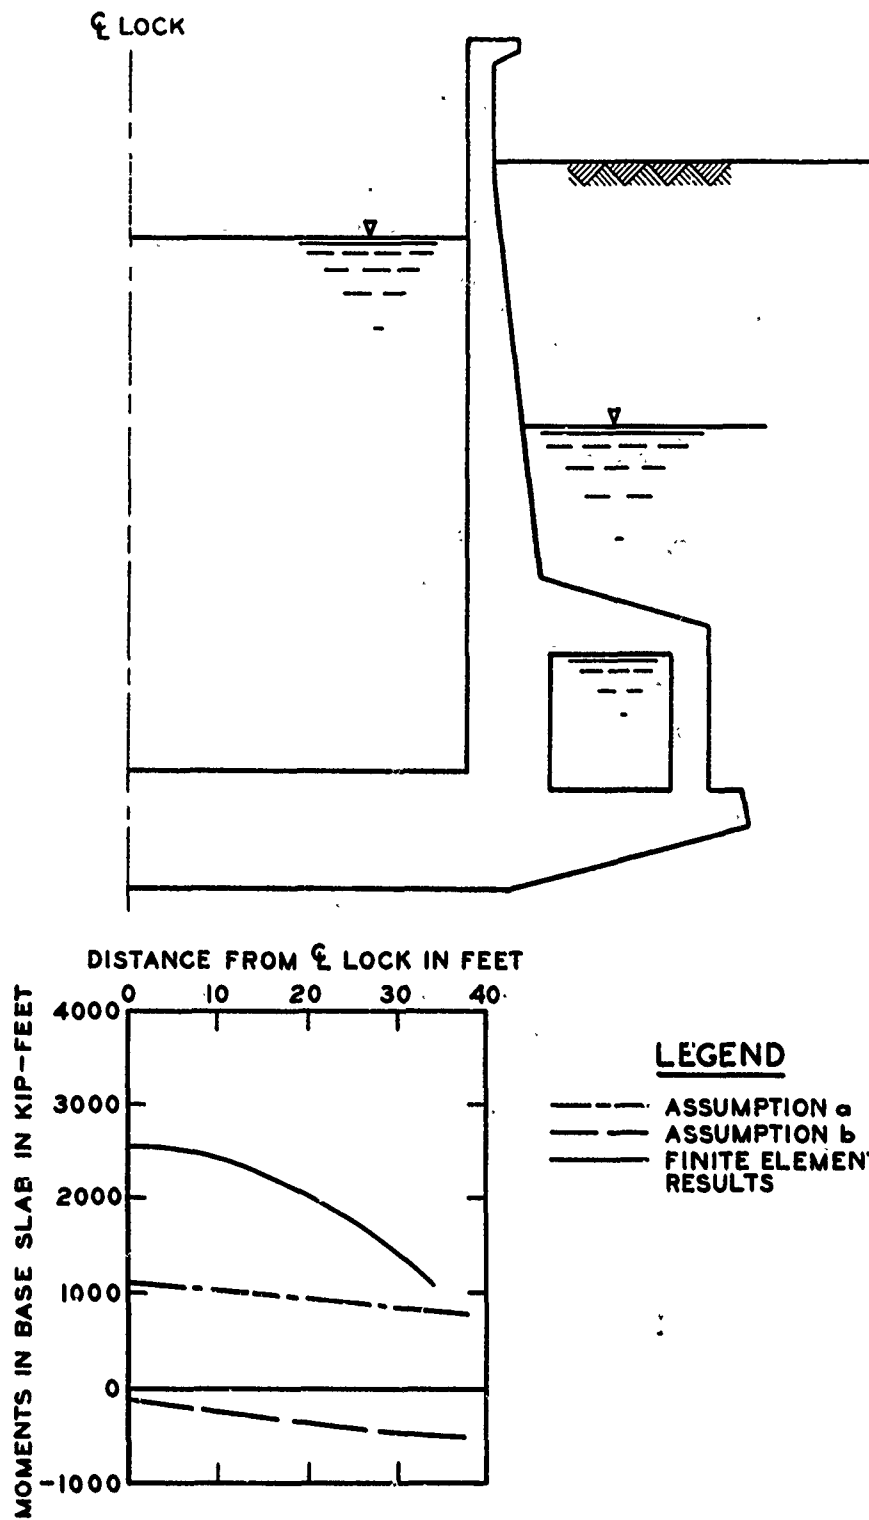 ℄ LOCK
DISTANCE FROM ℄ LOCK IN FEET
0 10 20 30 40
MOMENTS IN BASE SLAB IN KIP-FEET
4000
3000
2000
1000
0
-1000
LEGEND
ASSUMPTION a
ASSUMPTION b
FINITE ELEMENT
RESULTS